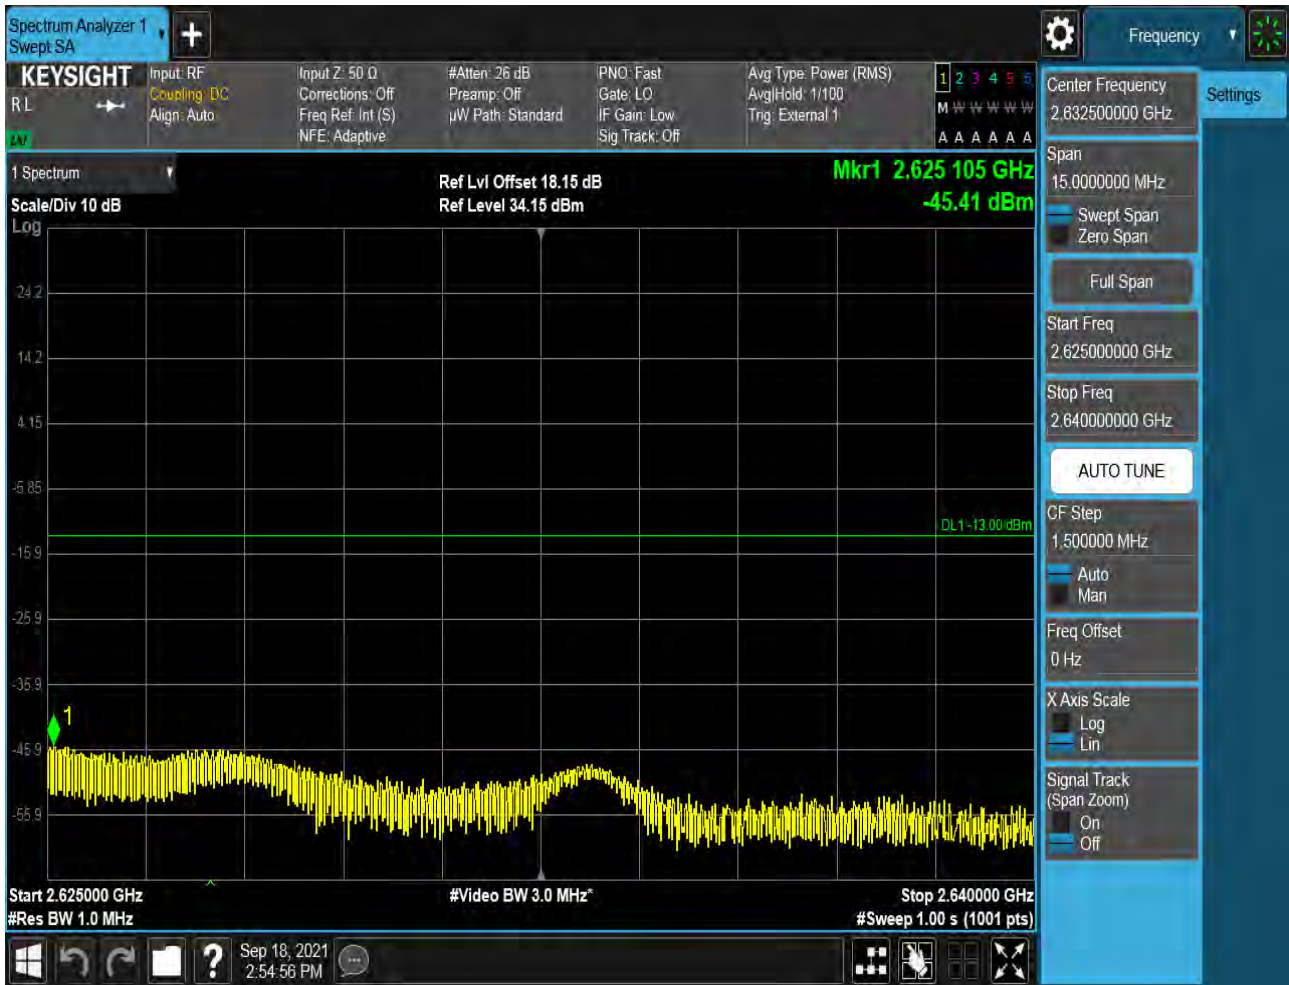 Spectrum Analyzer 1
Swept SA
Frequency
KEYSIGHT
R L
Input: RF
Coupling: DC
Align: Auto
Input Z: 50 Ω
Corrections: Off
Freq Ref: Int (S)
NFE: Adaptive
#Atten: 26 dB
Preamp: Off
µW Path: Standard
PNO: Fast
Gate: LO
IF Gain: Low
Sig Track: Off
Avg Type: Power (RMS)
Avg|Hold: 1/100
Trig: External 1
1 2 3 4 5 6
M W W W W W
A A A A A A
Center Frequency
2.632500000 GHz
Settings
Span
15.0000000 MHz
Swept Span
Zero Span
Full Span
Start Freq
2.625000000 GHz
Stop Freq
2.640000000 GHz
AUTO TUNE
CF Step
1.500000 MHz
Auto
Man
Freq Offset
0 Hz
X Axis Scale
Log
Lin
Signal Track
(Span Zoom)
On
Off
1 Spectrum
Scale/Div 10 dB
Log
Ref Lvl Offset 18.15 dB
Ref Level 34.15 dBm
Mkr1 2.625 105 GHz
-45.41 dBm
24.2
14.2
4.15
-5.85
DL1 -13.00 dBm
-15.9
-25.9
-35.9
1
-45.9
-55.9
Start 2.625000 GHz
#Video BW 3.0 MHz*
Stop 2.640000 GHz
#Res BW 1.0 MHz
#Sweep 1.00 s (1001 pts)
?
Sep 18, 2021
2:54:56 PM